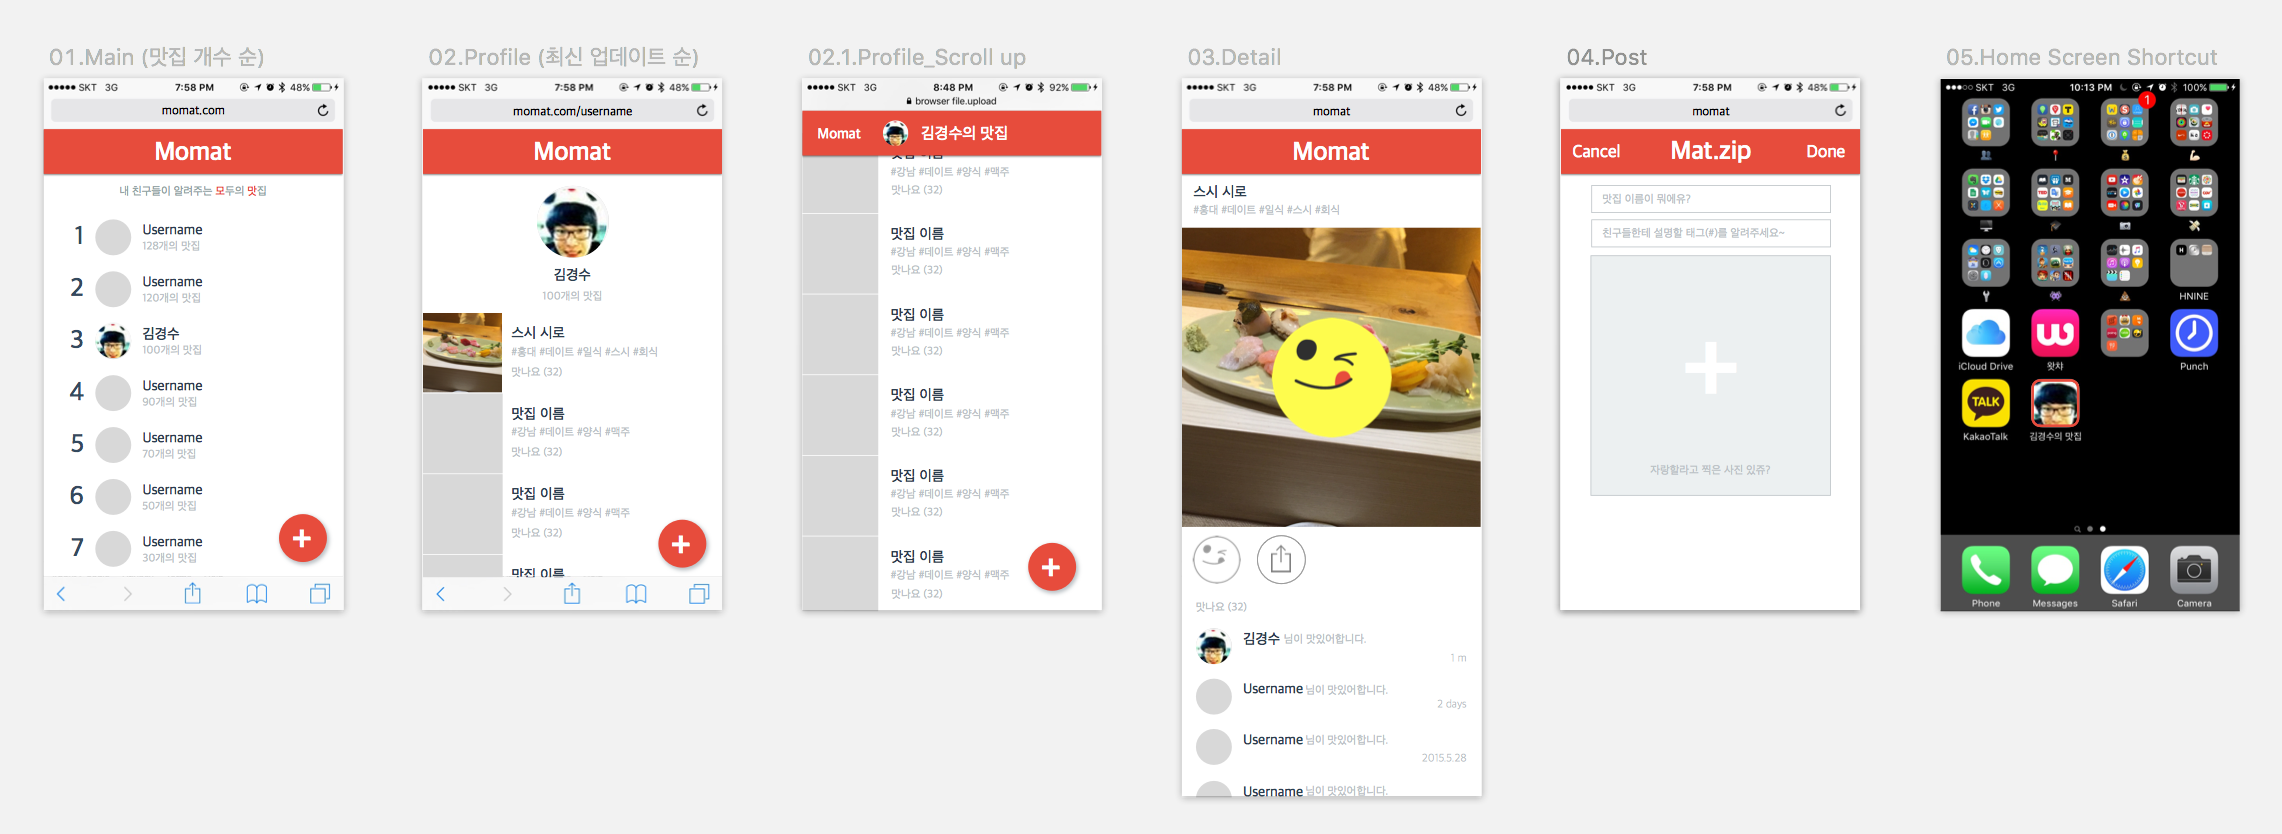 01.Main (맛집 개수 순)
SKT 3G 7:58 PM 48%
momat.com
Momat
내 친구들이 알려주는 모두의 맛집
1 Username
128개의 맛집
2 Username
120개의 맛집
3 김경수
100개의 맛집
4 Username
90개의 맛집
5 Username
70개의 맛집
6 Username
50개의 맛집
7 Username
30개의 맛집
02.Profile (최신 업데이트 순)
SKT 3G 7:58 PM 48%
momat.com/username
Momat
김경수
100개의 맛집
스시 시로
#홍대 #데이트 #일식 #스시 #회식
맛나요 (32)
맛집 이름
#강남 #데이트 #양식 #맥주
맛나요 (32)
맛집 이름
#강남 #데이트 #양식 #맥주
맛나요 (32)
맛집 이름
02.1.Profile_Scroll up
SKT 3G 8:48 PM 92%
browser file.upload
Momat 김경수의 맛집
맛집 이름
#강남 #데이트 #양식 #맥주
맛나요 (32)
맛집 이름
#강남 #데이트 #양식 #맥주
맛나요 (32)
맛집 이름
#강남 #데이트 #양식 #맥주
맛나요 (32)
맛집 이름
#강남 #데이트 #양식 #맥주
맛나요 (32)
맛집 이름
#강남 #데이트 #양식 #맥주
맛나요 (32)
맛집 이름
#강남 #데이트 #양식 #맥주
맛나요 (32)
03.Detail
SKT 3G 7:58 PM 48%
momat
Momat
스시 시로
#홍대 #데이트 #일식 #스시 #회식
맛나요 (32)
김경수 님이 맛있어합니다.
1 m
Username 님이 맛있어합니다.
2 days
Username 님이 맛있어합니다.
2015.5.28
Username 님이 맛있어합니다.
04.Post
SKT 3G 7:58 PM 48%
momat
Cancel Mat.zip Done
맛집 이름이 뭐에유?
친구들한테 설명할 태그(#)를 알려주세요~
자랑할라고 찍은 사진 있쥬?
05.Home Screen Shortcut
SKT 3G 10:13 PM 100%
1
HNINE
iCloud Drive 왓챠 Punch
TALK
KakaoTalk 김경수의 맛집
Phone Messages Safari Camera